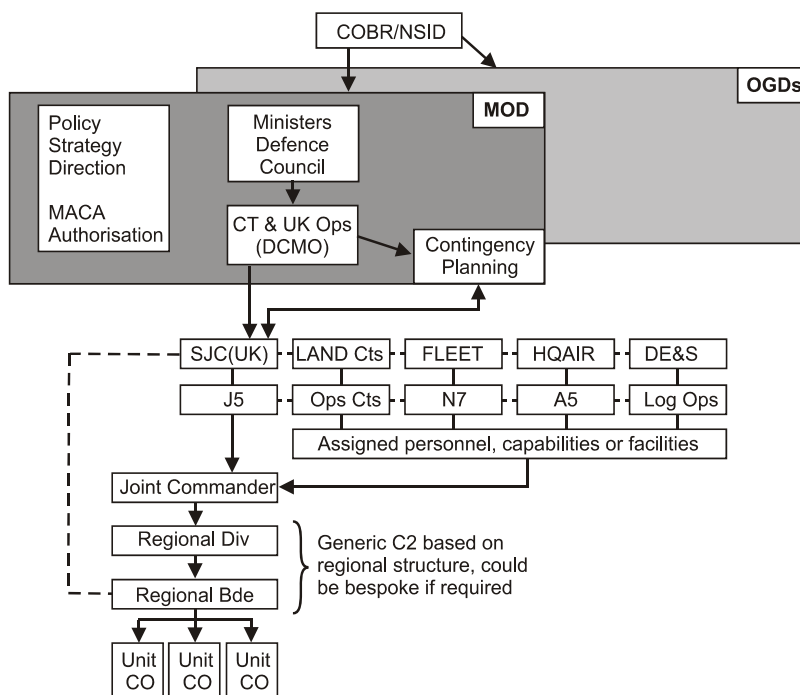 COBR/NSID
OGDs
MOD
Policy
Strategy
Direction
MACA
Authorisation
Ministers
Defence
Council
CT & UK Ops
(DCMO)
Contingency
Planning
SJC(UK)
LAND Cts
FLEET
HQAIR
DE&S
J5
Ops Cts
N7
A5
Log Ops
Assigned personnel, capabilities or facilities
Joint Commander
Regional Div
Generic C2 based on
regional structure, could
be bespoke if required
Regional Bde
Unit
CO
Unit
CO
Unit
CO